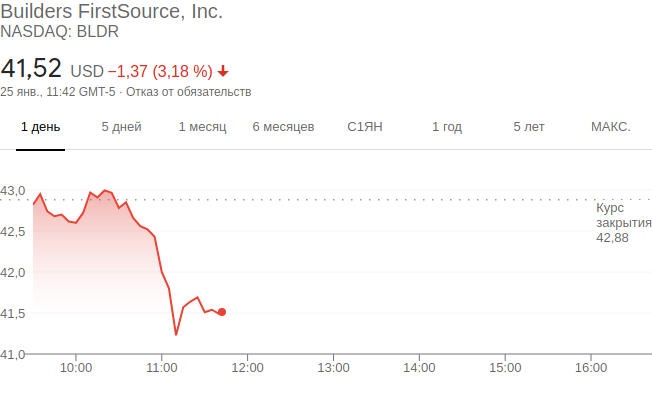 Builders FirstSource, Inc.
NASDAQ: BLDR
41,52 USD −1,37 (3,18 %)
25 янв., 11:42 GMT-5 · Отказ от обязательств
1 день 5 дней 1 месяц 6 месяцев С1ЯН 1 год 5 лет МАКС.
43,0
Курс
закрытия
42,88
42,5
42,0
41,5
41,0
10:00 11:00 12:00 13:00 14:00 15:00 16:00